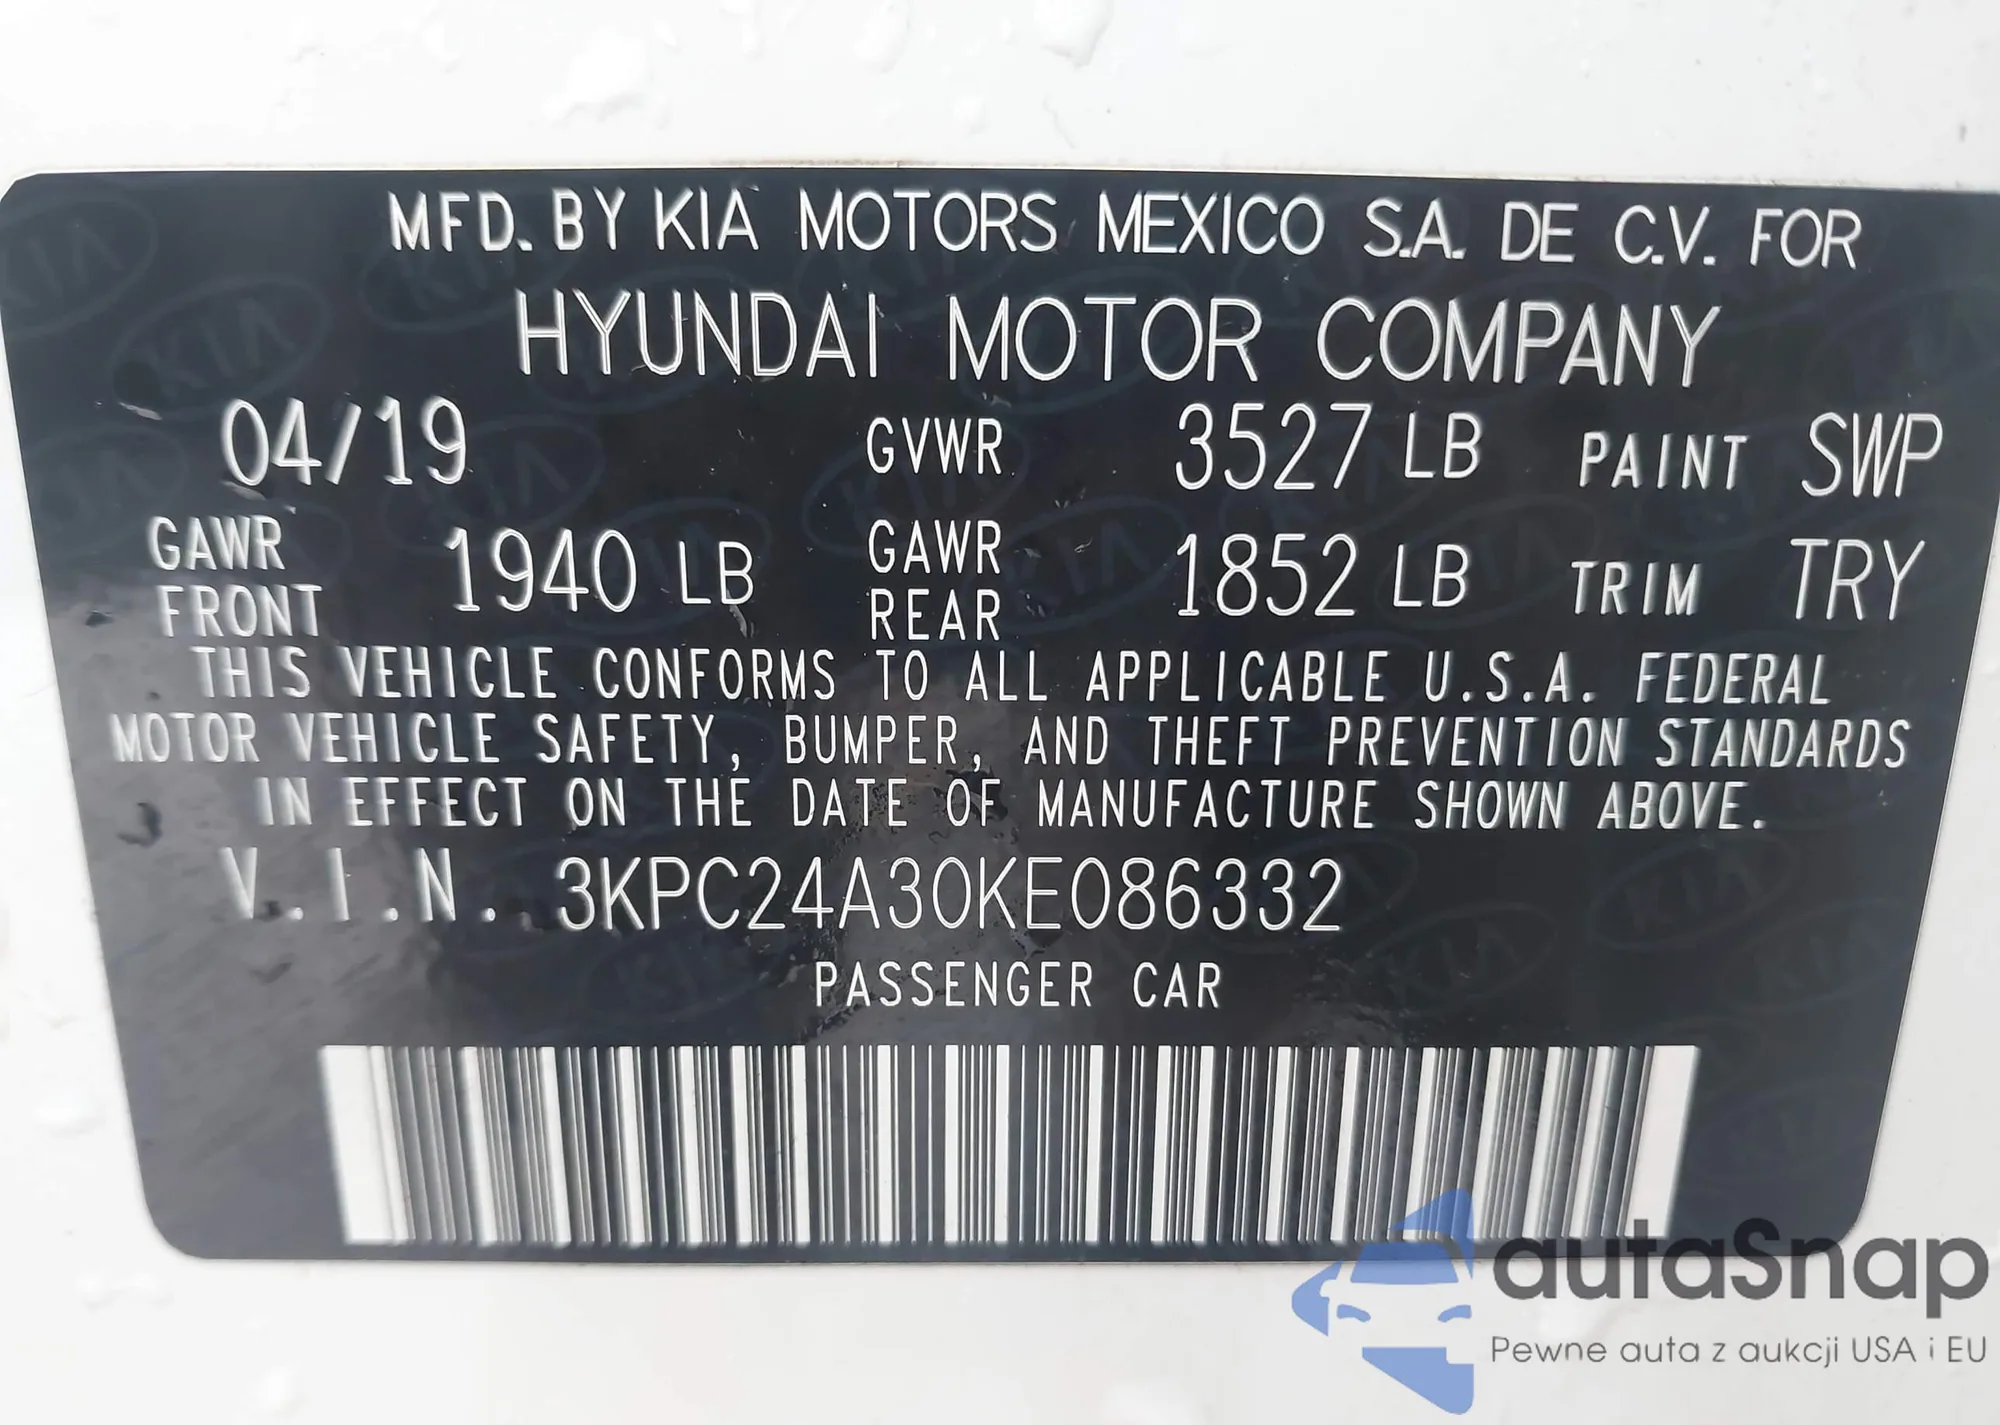 MFD. BY KIA MOTORS MEXICO S.A. DE C.V. FOR
HYUNDAI MOTOR COMPANY
04/19 GVWR 3527 LB PAINT SWP
GAWR FRONT 1940 LB GAWR REAR 1852 LB TRIM TRY
THIS VEHICLE CONFORMS TO ALL APPLICABLE U.S.A. FEDERAL
MOTOR VEHICLE SAFETY, BUMPER, AND THEFT PREVENTION STANDARDS
IN EFFECT ON THE DATE OF MANUFACTURE SHOWN ABOVE.
V.I.N. 3KPC24A30KE086332
PASSENGER CAR
autaSnap
Pewne auta z aukcji USA i EU